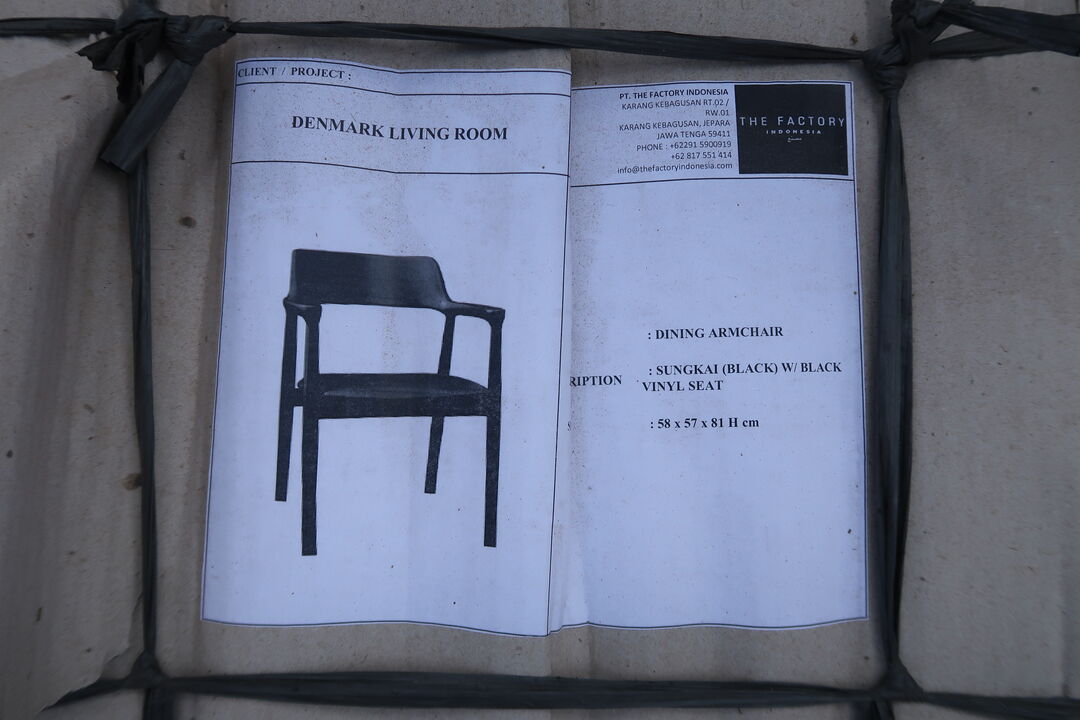 CLIENT / PROJECT :
DENMARK LIVING ROOM
PT. THE FACTORY INDONESIA
KARANG KEBAGUSAN RT.02 /
RW.01
KARANG KEBAGUSAN, JEPARA
JAWA TENGA 59411
PHONE : +62291 5900919
+62 817 551 414
info@thefactoryindonesia.com
THE FACTORY
INDONESIA
: DINING ARMCHAIR
RIPTION : SUNGKAI (BLACK) W/ BLACK
VINYL SEAT
: 58 x 57 x 81 H cm